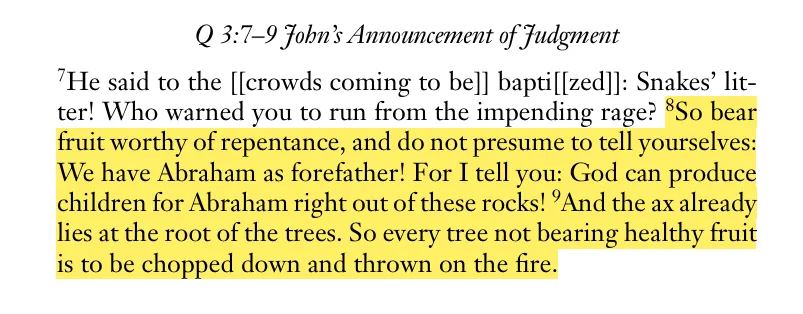 Q 3:7–9 John’s Announcement of Judgment
7He said to the [[crowds coming to be]] bapti[[zed]]: Snakes’ lit-
ter! Who warned you to run from the impending rage? 8So bear
fruit worthy of repentance, and do not presume to tell yourselves:
We have Abraham as forefather! For I tell you: God can produce
children for Abraham right out of these rocks! 9And the ax already
lies at the root of the trees. So every tree not bearing healthy fruit
is to be chopped down and thrown on the fire.